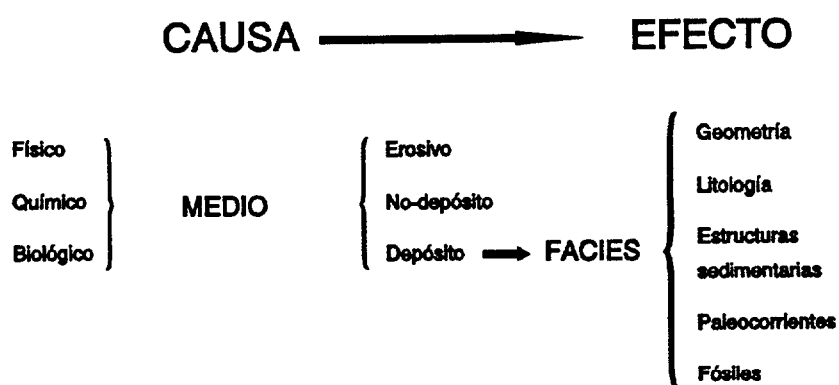 CAUSA EFECTO
Físico
Químico
Biológico
MEDIO
Erosivo
No-depósito
Depósito
FACIES
Geometría
Litología
Estructuras
sedimentarias
Paleocorrientes
Fósiles